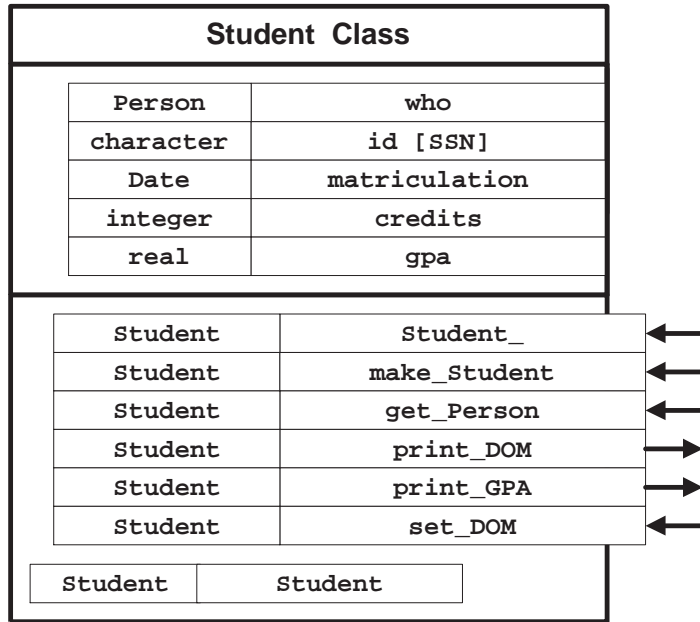 Student Class
Person who
character id [SSN]
Date matriculation
integer credits
real gpa
Student Student_
Student make_Student
Student get_Person
Student print_DOM
Student print_GPA
Student set_DOM
Student Student